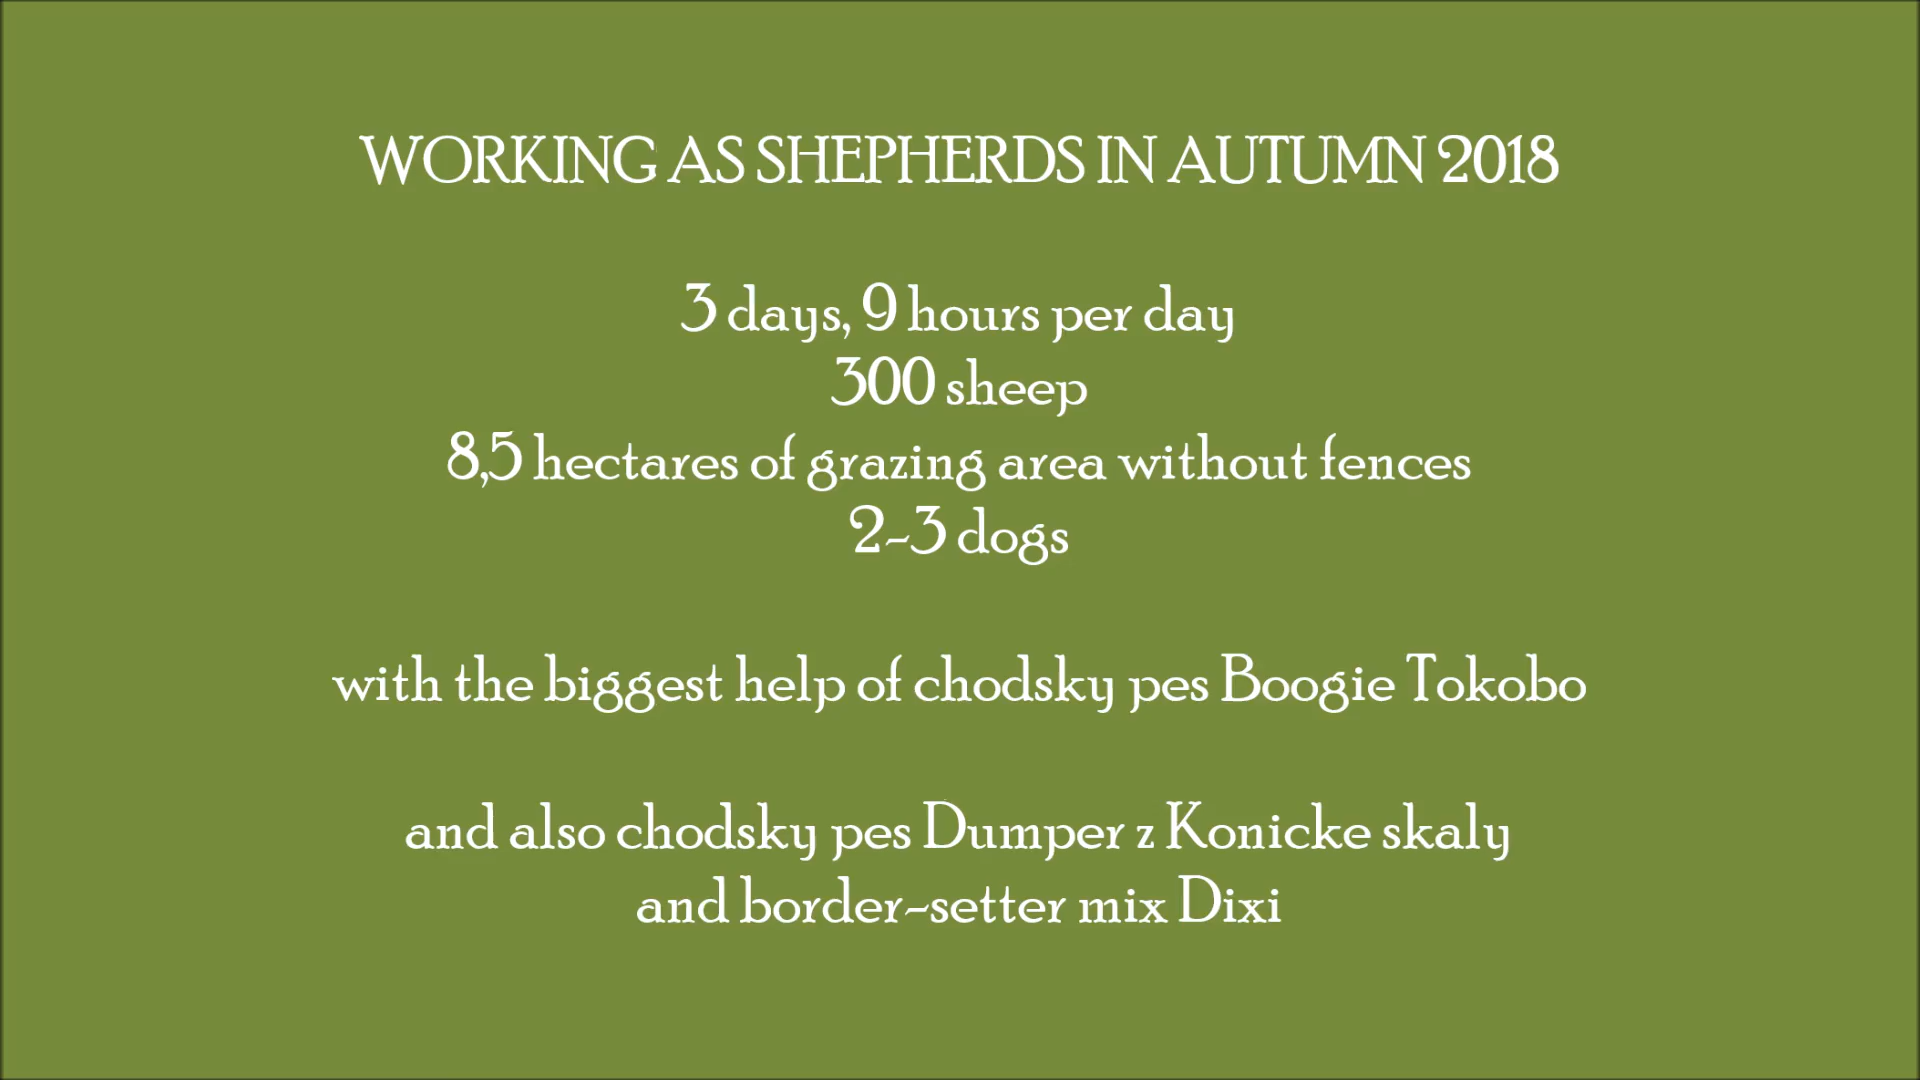 WORKING AS SHEPHERDS IN AUTUMN 2018
3 days, 9 hours per day
300 sheep
8,5 hectares of grazing area without fences
2-3 dogs
with the biggest help of chodsky pes Boogie Tokobo
and also chodsky pes Dumper z Konicke skaly
and border-setter mix Dixi